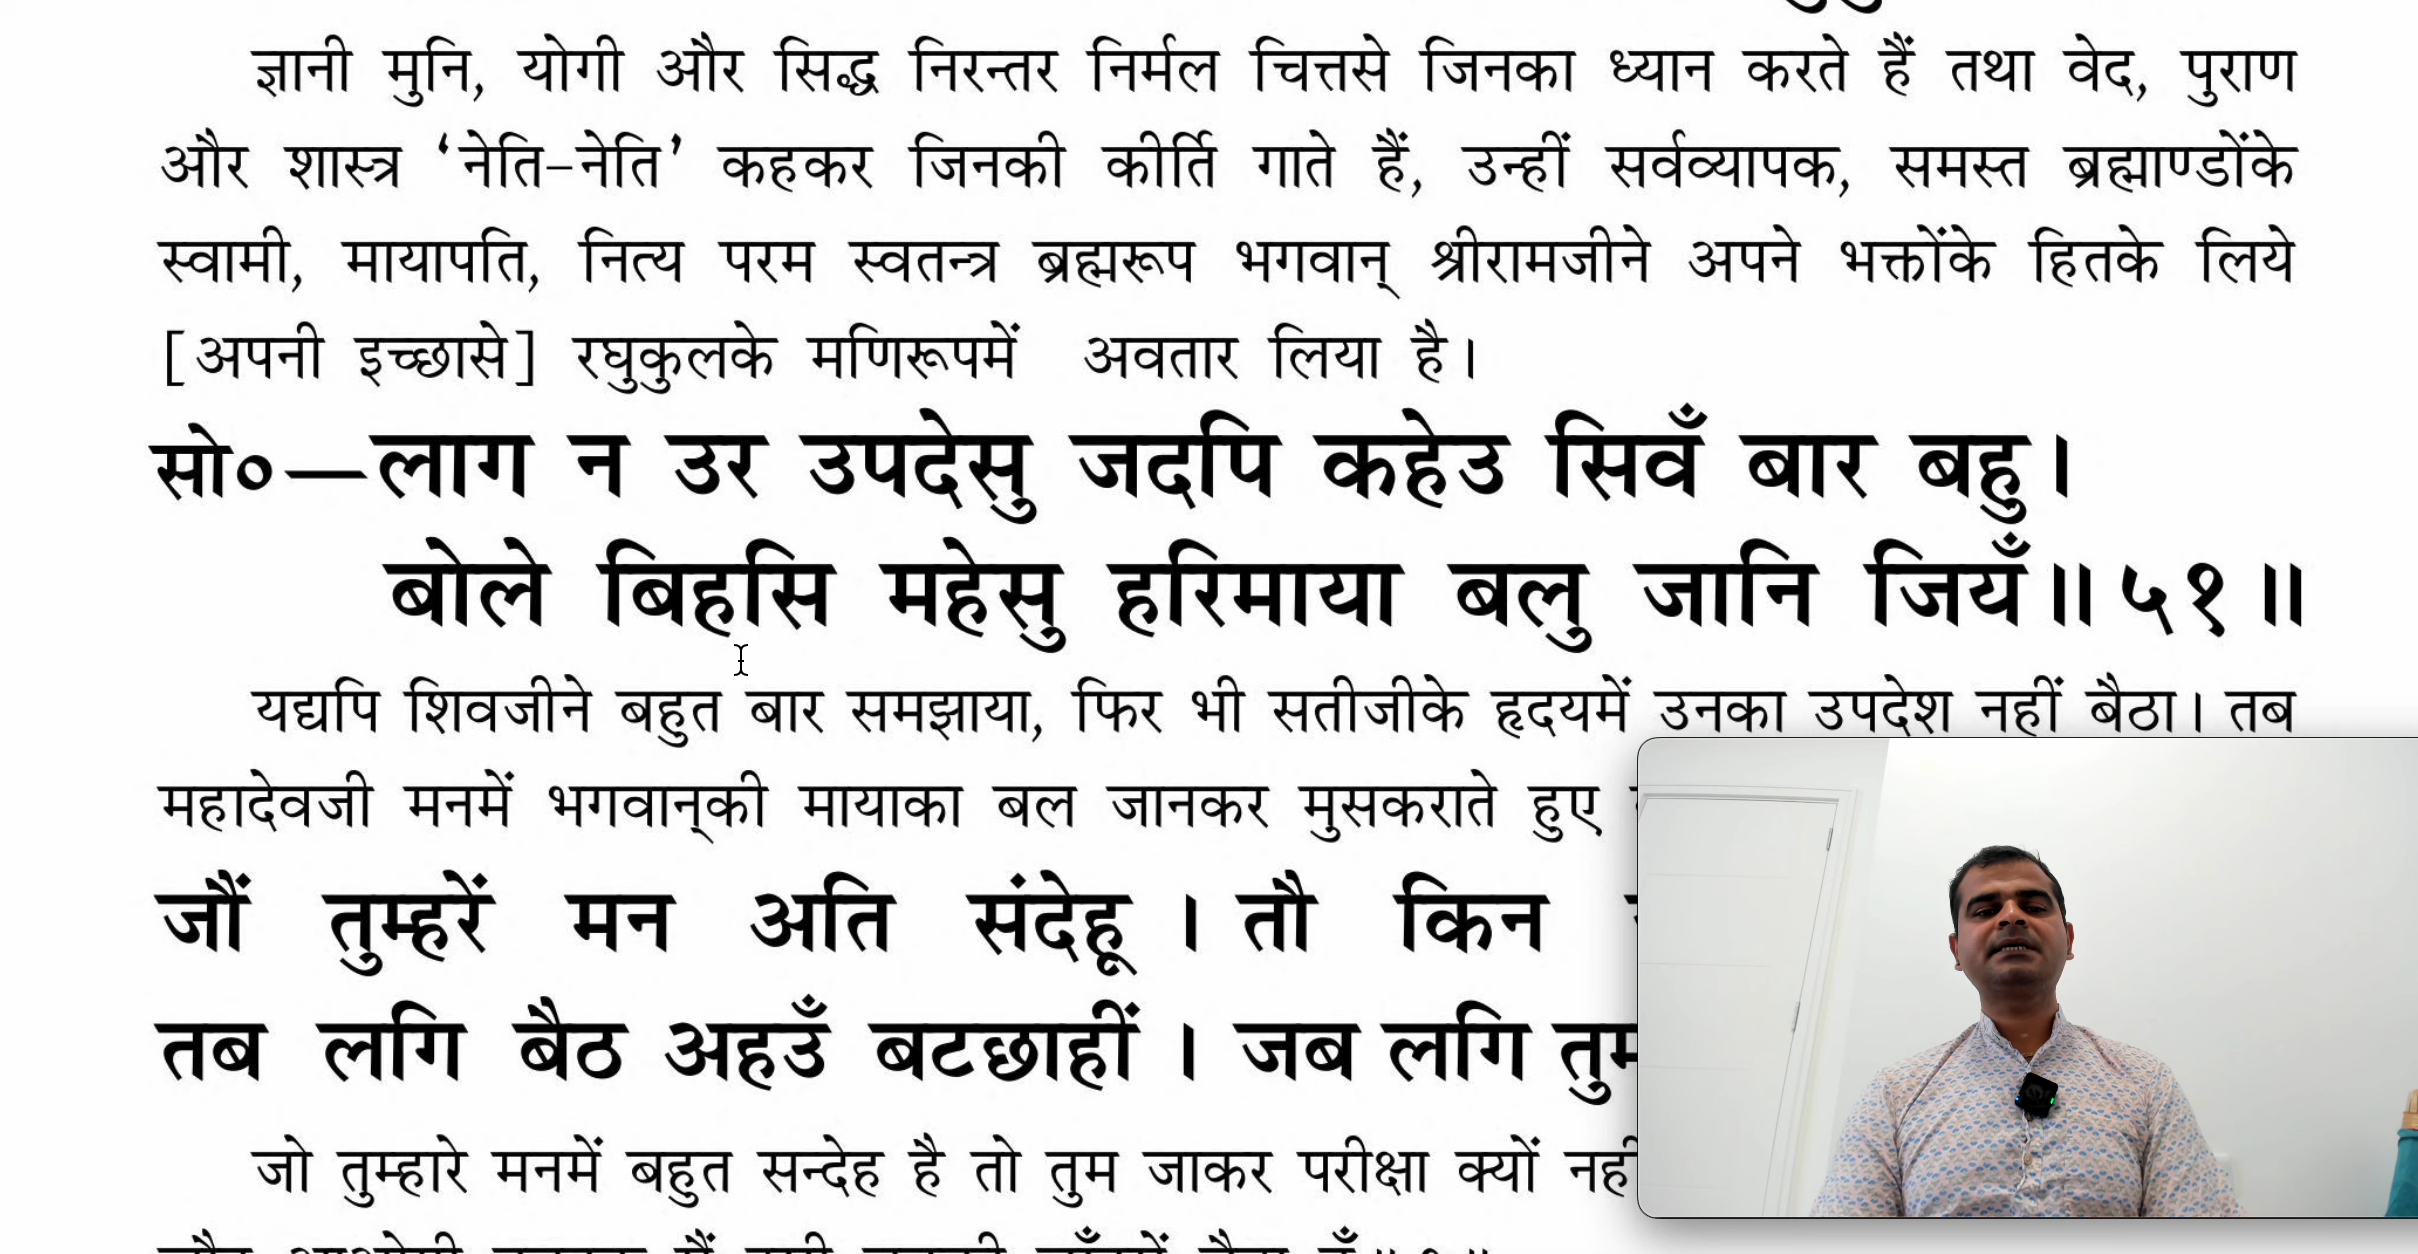 ज्ञानी मुनि, योगी और सिद्ध निरन्तर निर्मल चित्तसे जिनका ध्यान करते हैं तथा वेद, पुराण
और शास्त्र ‘नेति-नेति’ कहकर जिनकी कीर्ति गाते हैं, उन्हीं सर्वव्यापक, समस्त ब्रह्माण्डोंके
स्वामी, मायापति, नित्य परम स्वतन्त्र ब्रह्मरूप भगवान् श्रीरामजीने अपने भक्तोंके हितके लिये
[अपनी इच्छासे] रघुकुलके मणिरूपमें अवतार लिया है।
सो०—लाग न उर उपदेसु जदपि कहेउ सिवँ बार बहु।
बोले बिहसि महेसु हरिमाया बलु जानि जियँ॥५१॥
यद्यपि शिवजीने बहुत बार समझाया, फिर भी सतीजीके हृदयमें उनका उपदेश नहीं बैठा। तब
महादेवजी मनमें भगवान्‌की मायाका बल जानकर मुसकराते हुए
जौं तुम्हरें मन अति संदेहू । तौ किन
तब लगि बैठ अहउँ बटछाहीं । जब लगि तुम
जो तुम्हारे मनमें बहुत सन्देह है तो तुम जाकर परीक्षा क्यों नहीं